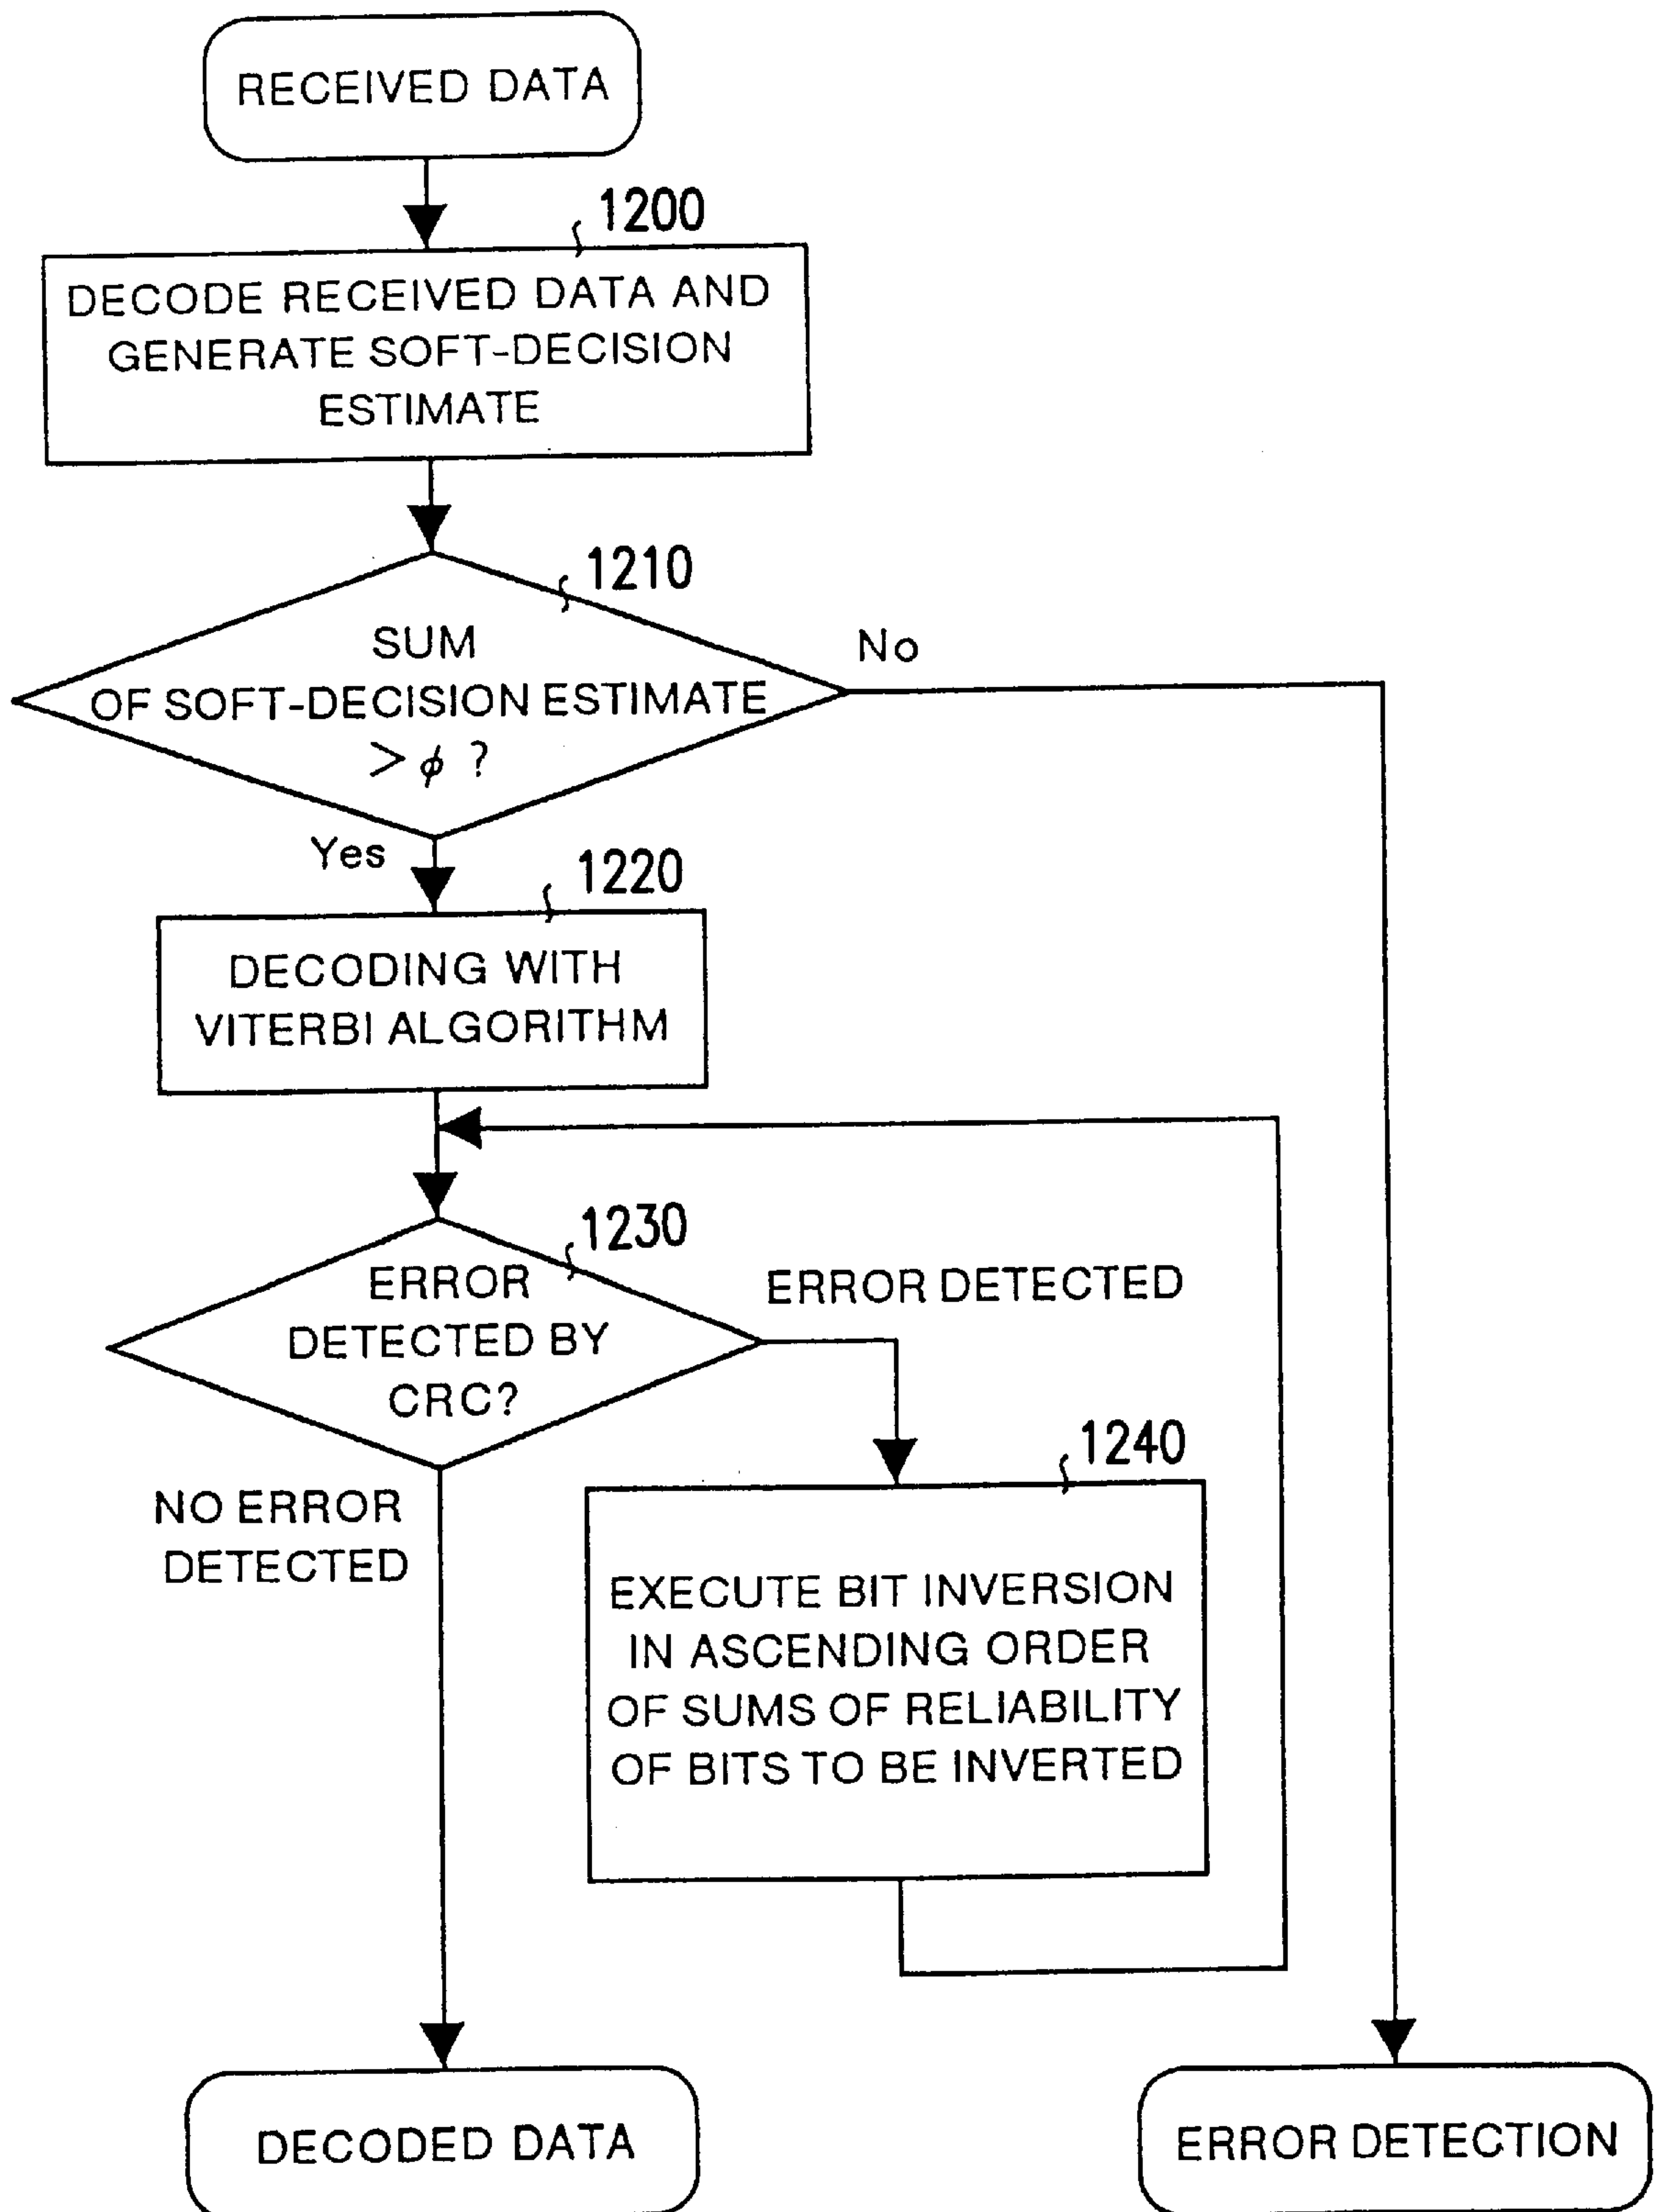 RECEIVED DATA
1200
DECODE RECEIVED DATA AND
GENERATE SOFT-DECISION
ESTIMATE
1210
SUM
OF SOFT-DECISION ESTIMATE
> ϕ ?
No
Yes
1220
DECODING WITH
VITERBI ALGORITHM
1230
ERROR
DETECTED BY
CRC?
ERROR DETECTED
NO ERROR
DETECTED
1240
EXECUTE BIT INVERSION
IN ASCENDING ORDER
OF SUMS OF RELIABILITY
OF BITS TO BE INVERTED
DECODED DATA
ERROR DETECTION